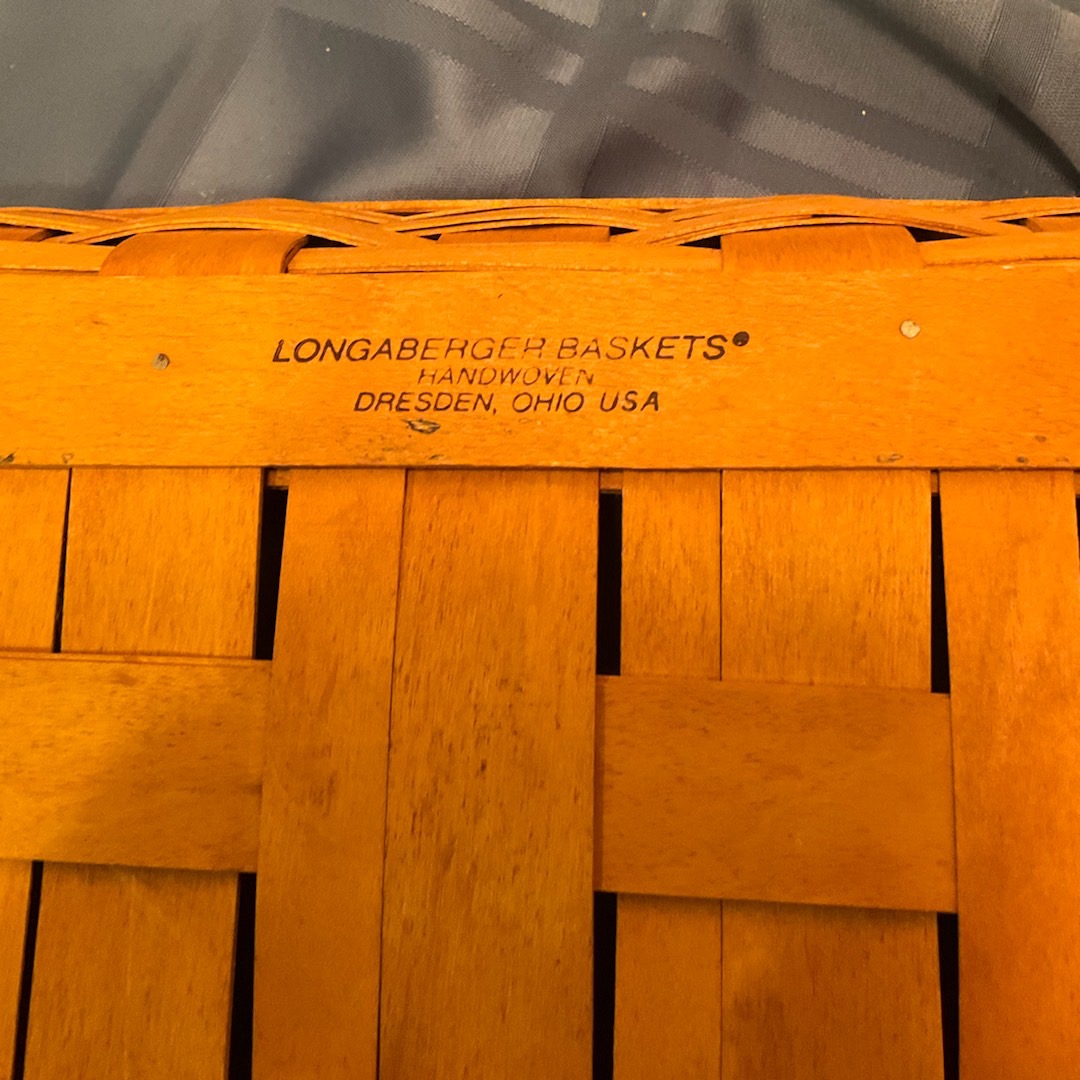 LONGABERGER BASKETS®
HANDWOVEN
DRESDEN, OHIO USA